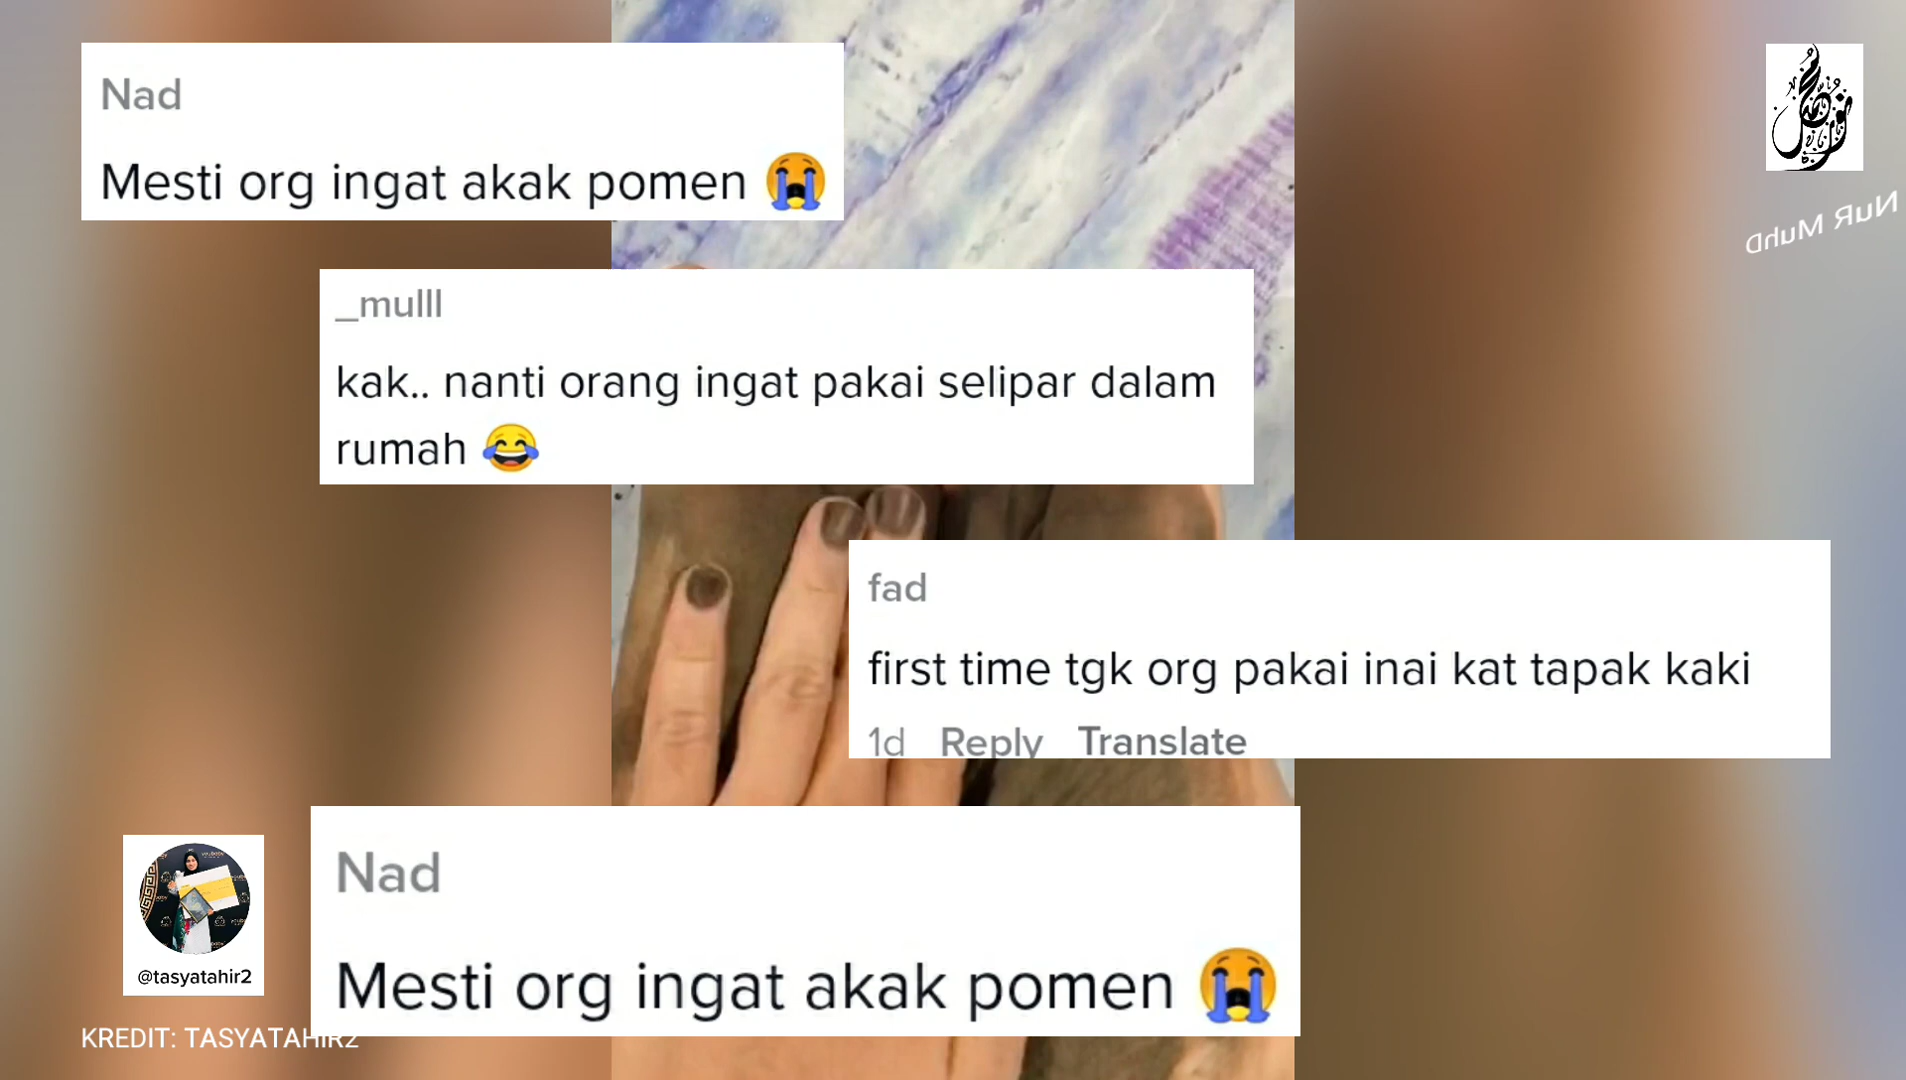 Nad
Mesti org ingat akak pomen 😭
NuR MuhD
_mulll
kak.. nanti orang ingat pakai selipar dalam
rumah 😂
fad
first time tgk org pakai inai kat tapak kaki
1d Reply Translate
Nad
Mesti org ingat akak pomen 😭
@tasyatahir2
KREDIT: TASYATAHIR2